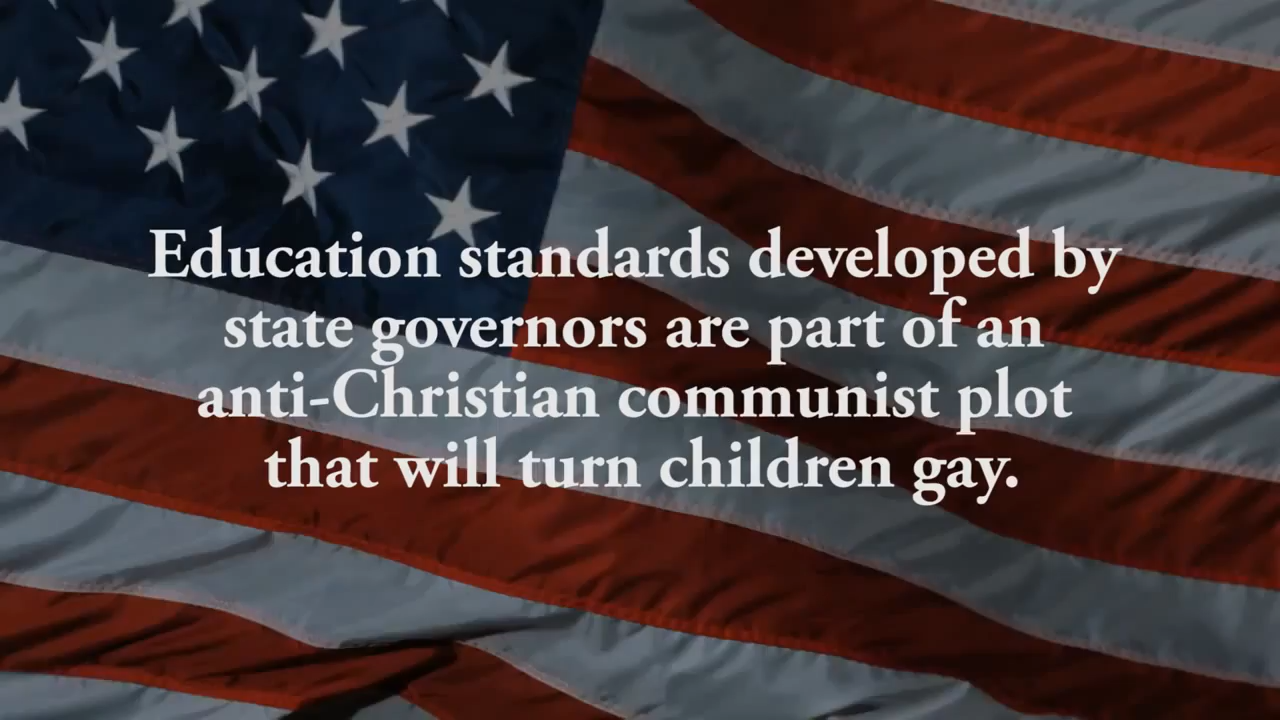 Education standards developed by
state governors are part of an
anti-Christian communist plot
that will turn children gay.